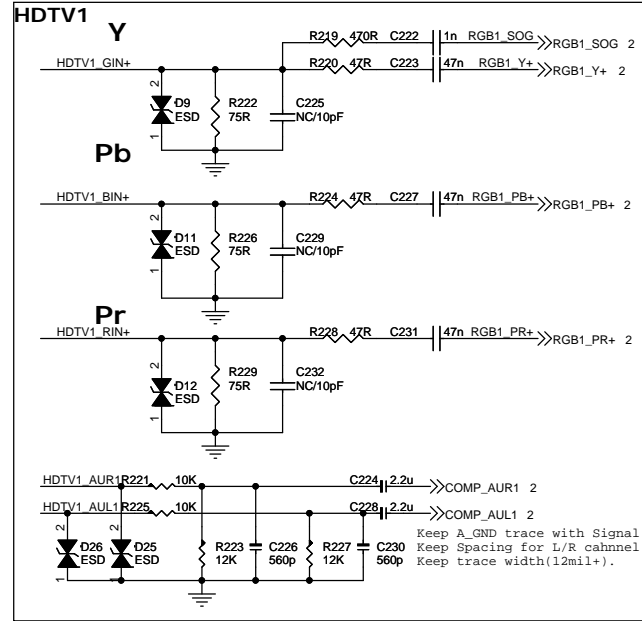 HDTV1
Y
R219 470R C222 1n RGB1_SOG RGB1_SOG 2
HDTV1_GIN+ R220 47R C223 47n RGB1_Y+ RGB1_Y+ 2
2 D9 ESD 1
R222 75R
C225 NC/10pF
Pb
HDTV1_BIN+ R224 47R C227 47n RGB1_PB+ RGB1_PB+ 2
2 D11 ESD 1
R226 75R
C229 NC/10pF
Pr
HDTV1_RIN+ R228 47R C231 47n RGB1_PR+ RGB1_PR+ 2
2 D12 ESD 1
R229 75R
C232 NC/10pF
HDTV1_AUR1 R221 10K C224 2.2u COMP_AUR1 2
HDTV1_AUL1 R225 10K C228 2.2u COMP_AUL1 2
2 D26 ESD 1
2 D25 ESD 1
R223 12K
C226 560p
R227 12K
C230 560p
Keep A_GND trace with Signal
Keep Spacing for L/R cahnnel
Keep trace width(12mil+).